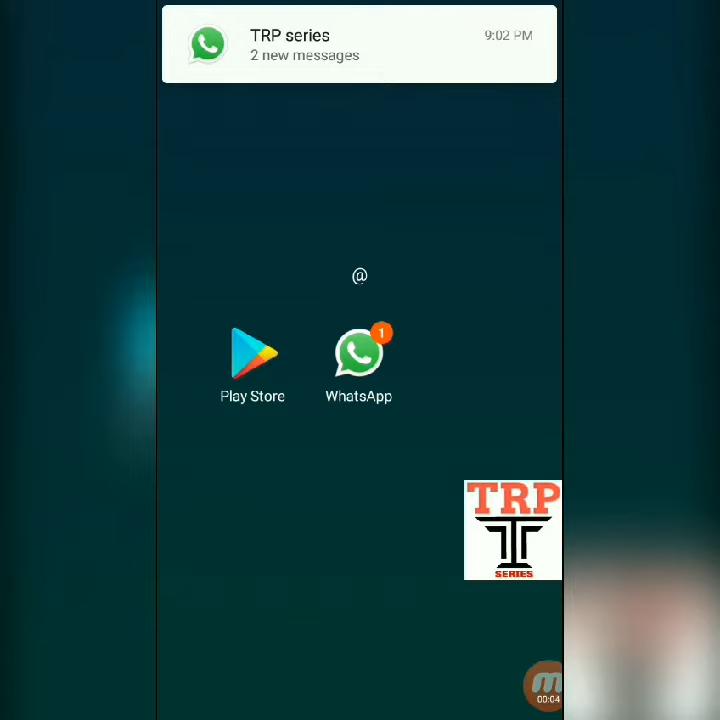 TRP series
9:02 PM
2 new messages
@
1
Play Store
WhatsApp
TRP
SERIES
00:04